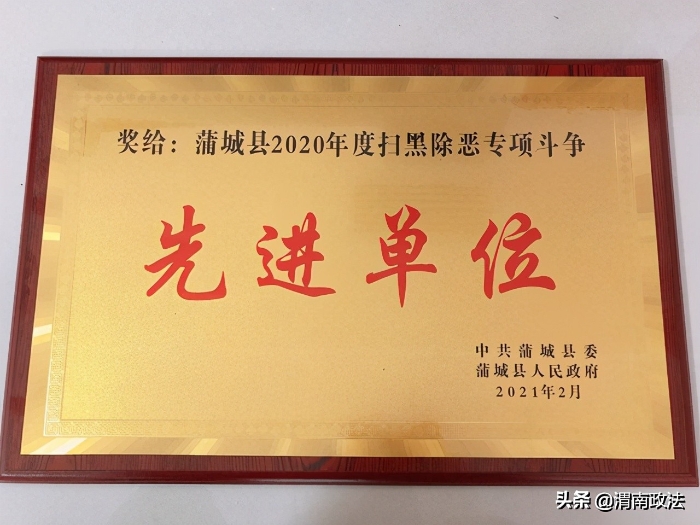 奖给：蒲城县2020年度扫黑除恶专项斗争
先进单位
中共蒲城县委
蒲城县人民政府
2021年2月
头条 @渭南政法